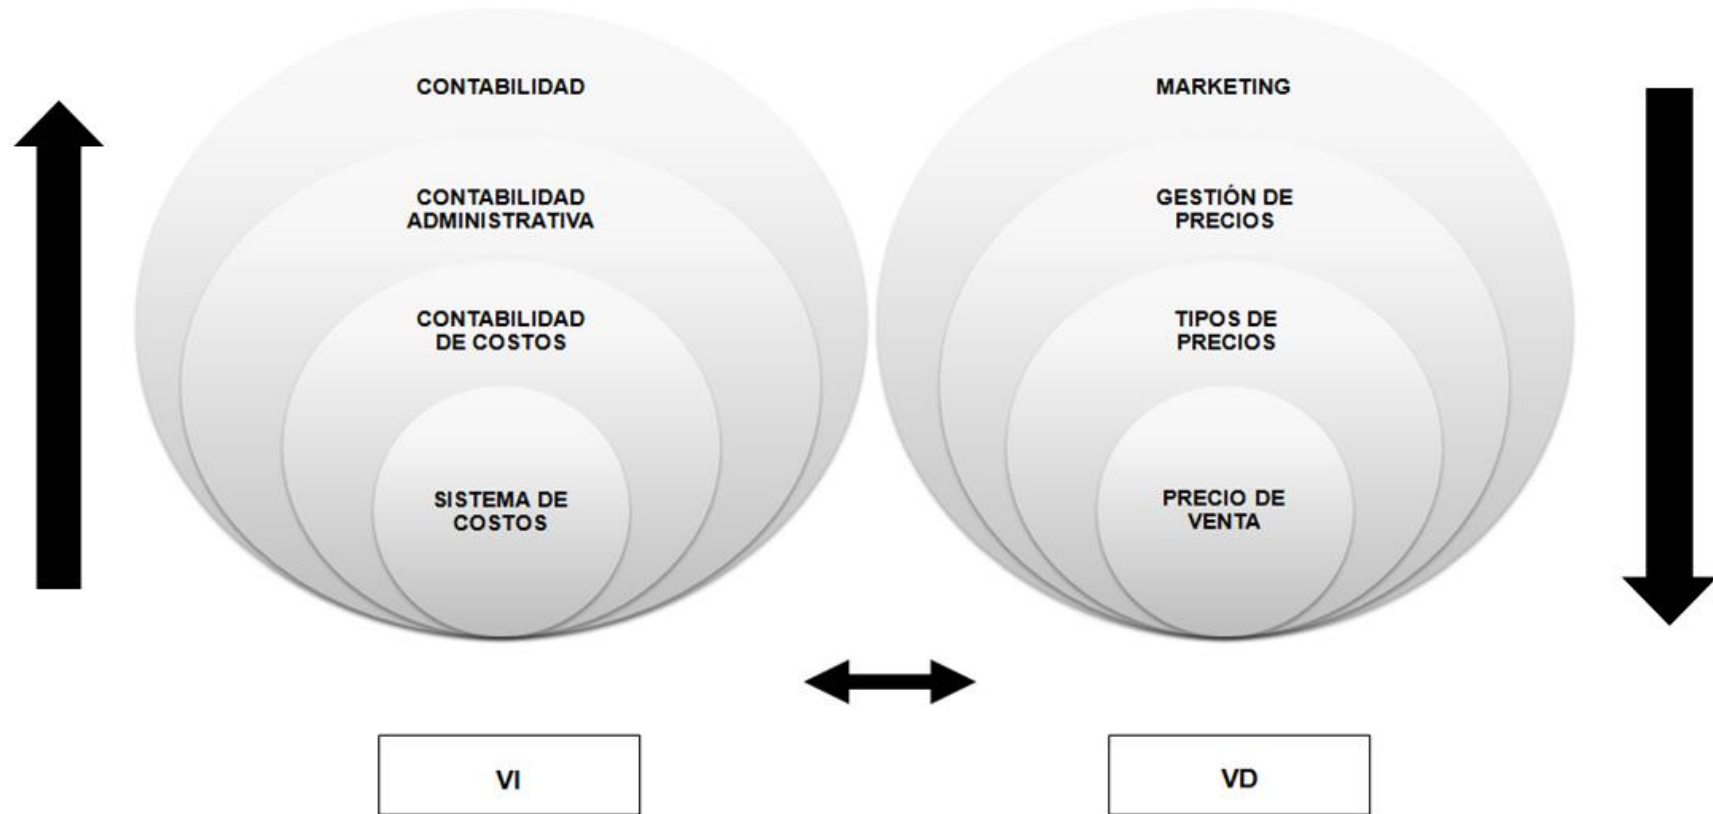 CONTABILIDAD
CONTABILIDAD
ADMINISTRATIVA
CONTABILIDAD
DE COSTOS
SISTEMA DE
COSTOS
MARKETING
GESTIÓN DE
PRECIOS
TIPOS DE
PRECIOS
PRECIO DE
VENTA
VI
VD